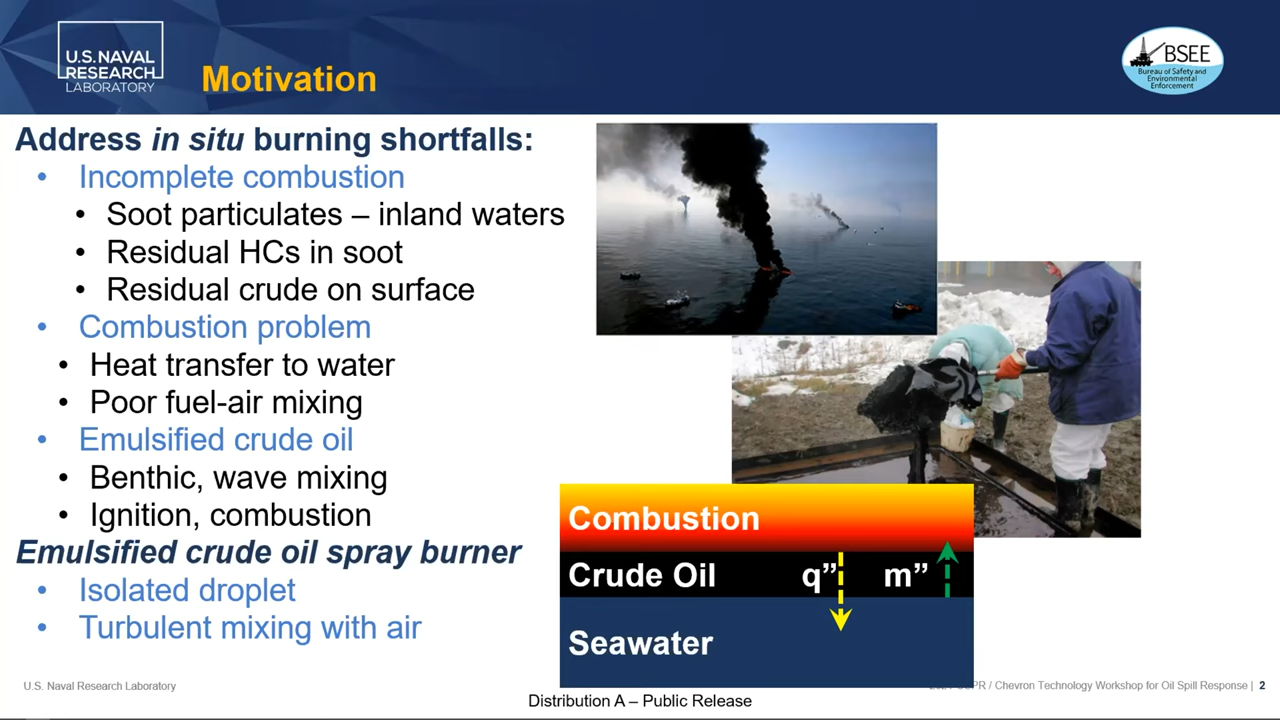 U.S. NAVAL
RESEARCH
LABORATORY
Motivation
BSEE
Bureau of Safety and
Environmental
Enforcement
Address in situ burning shortfalls:
• Incomplete combustion
• Soot particulates – inland waters
• Residual HCs in soot
• Residual crude on surface
• Combustion problem
• Heat transfer to water
• Poor fuel-air mixing
• Emulsified crude oil
• Benthic, wave mixing
• Ignition, combustion
Emulsified crude oil spray burner
• Isolated droplet
• Turbulent mixing with air
Combustion
Crude Oil q” m”
Seawater
U.S. Naval Research Laboratory
/ Chevron Technology Workshop for Oil Spill Response | 2
Distribution A – Public Release